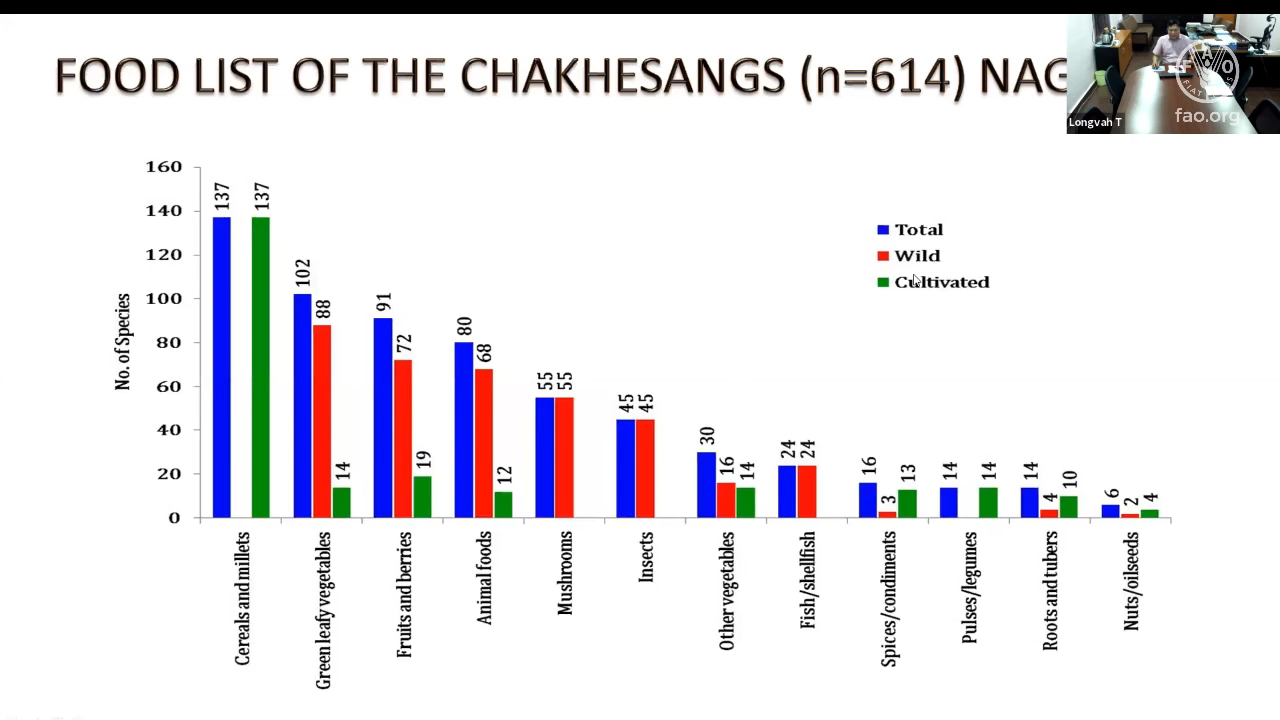 FOOD LIST OF THE CHAKHESANGS (n=614) NAG
Longvah T
FAO
FIAT
fao.org
No. of Species
160
140
120
100
80
60
40
20
0
Total
Wild
Cultivated
137 137
102 88 14
91 72 19
80 68 12
55 55
45 45
30 16 14
24 24
16 3 13
14 14
14 4 10
6 2 4
Cereals and millets
Green leafy vegetables
Fruits and berries
Animal foods
Mushrooms
Insects
Other vegetables
Fish/shellfish
Spices/condiments
Pulses/legumes
Roots and tubers
Nuts/oilseeds